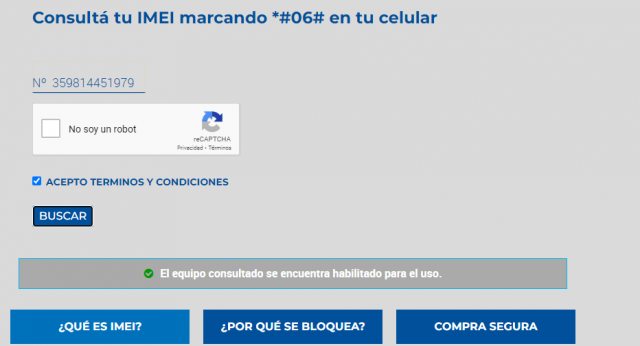 Consultá tu IMEI marcando *#06# en tu celular
Nº 359814451979
No soy un robot
reCAPTCHA
Privacidad - Términos
ACEPTO TERMINOS Y CONDICIONES
BUSCAR
El equipo consultado se encuentra habilitado para el uso.
¿QUÉ ES IMEI? ¿POR QUÉ SE BLOQUEA? COMPRA SEGURA